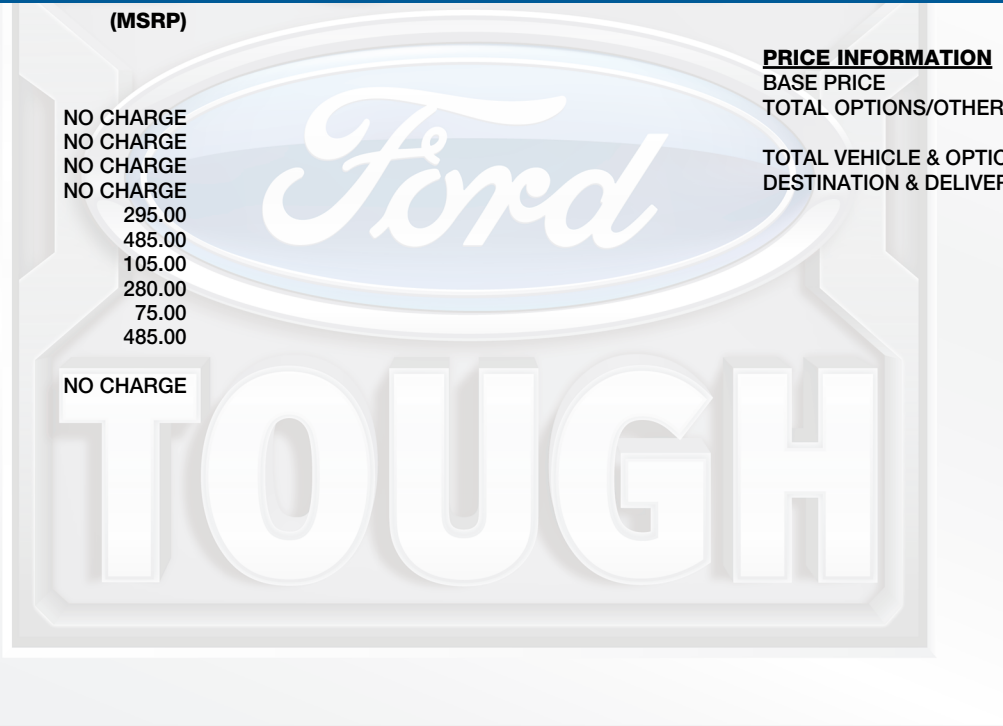 (MSRP)
NO CHARGE
NO CHARGE
NO CHARGE
NO CHARGE
295.00
485.00
105.00
280.00
75.00
485.00
NO CHARGE
PRICE INFORMATION
BASE PRICE
TOTAL OPTIONS/OTHER
TOTAL VEHICLE & OPTIO
DESTINATION & DELIVER
Ford
TOUGH